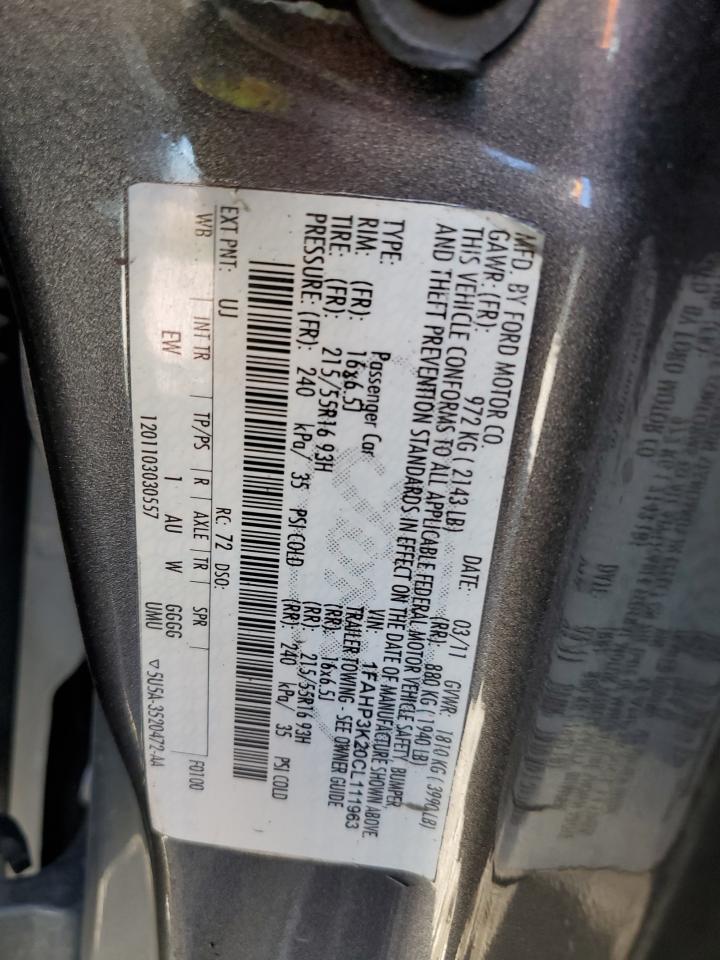 MFD. BY FORD MOTOR CO.
DATE: 03/11 GVWR: 1810 KG ( 3990 LB)
GAWR: (FR): 972 KG ( 2143 LB) (RR): 880 KG ( 1940 LB)
THIS VEHICLE CONFORMS TO ALL APPLICABLE FEDERAL MOTOR VEHICLE SAFETY, BUMPER,
AND THEFT PREVENTION STANDARDS IN EFFECT ON THE DATE OF MANUFACTURE SHOWN ABOVE
VIN: 1FAHP3K20CL111963
TYPE: Passenger Car TRAILER TOWING - SEE OWNER GUIDE
RIM: (FR): 16x6.5J (RR): 16x6.5J
TIRE: (FR): 215/55R16 93H (RR): 215/55R16 93H
PRESSURE: (FR): 240 kPa/ 35 PSI COLD (RR): 240 kPa/ 35 PSI COLD
EXT PNT: UJ RC: 72 DSO: F0100
WB INT TR TP/PS R AXLE TR SPR
EW 1 AU W GGGG
1201103030557 UMU ▽5U5A-3520472-AA